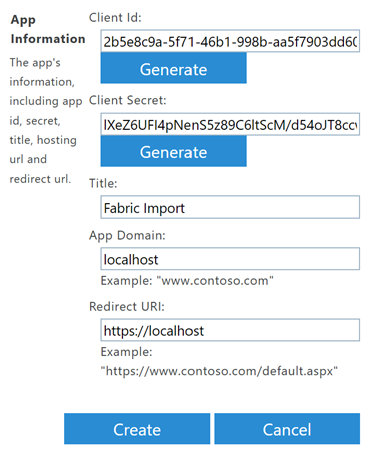 App
Information
The app's
information,
including app
id, secret,
title, hosting
url and
redirect url.
Client Id:
2b5e8c9a-5f71-46b1-998b-aa5f7903dd60
Generate
Client Secret:
Generate
Title:
Fabric Import
App Domain:
localhost
Example: "www.contoso.com"
Redirect URI:
https://localhost
Example:
"https://www.contoso.com/default.aspx"
Create
Cancel